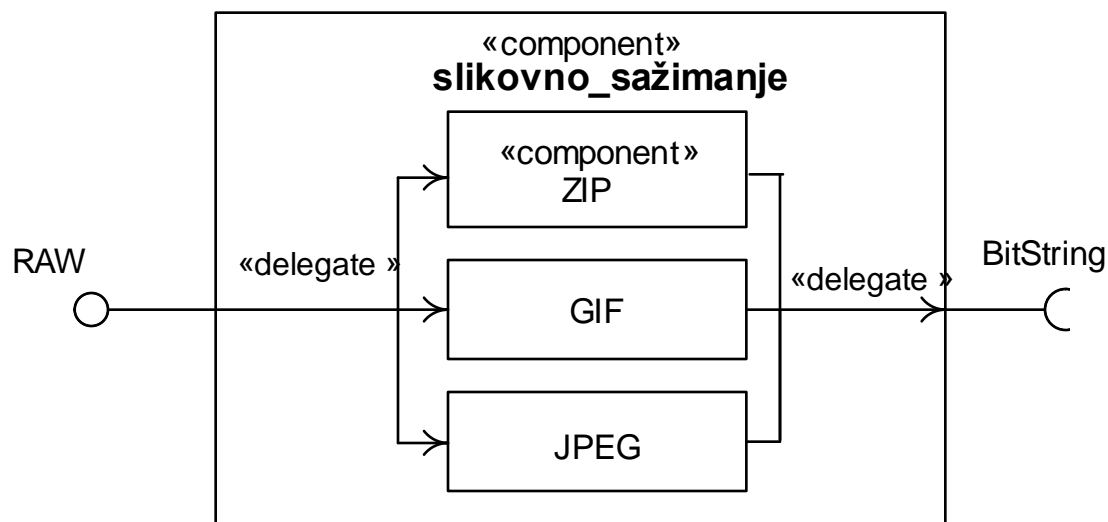 «component»
slikovno_sažimanje
«component»
ZIP
RAW
«delegate »
GIF
«delegate »
BitString
JPEG